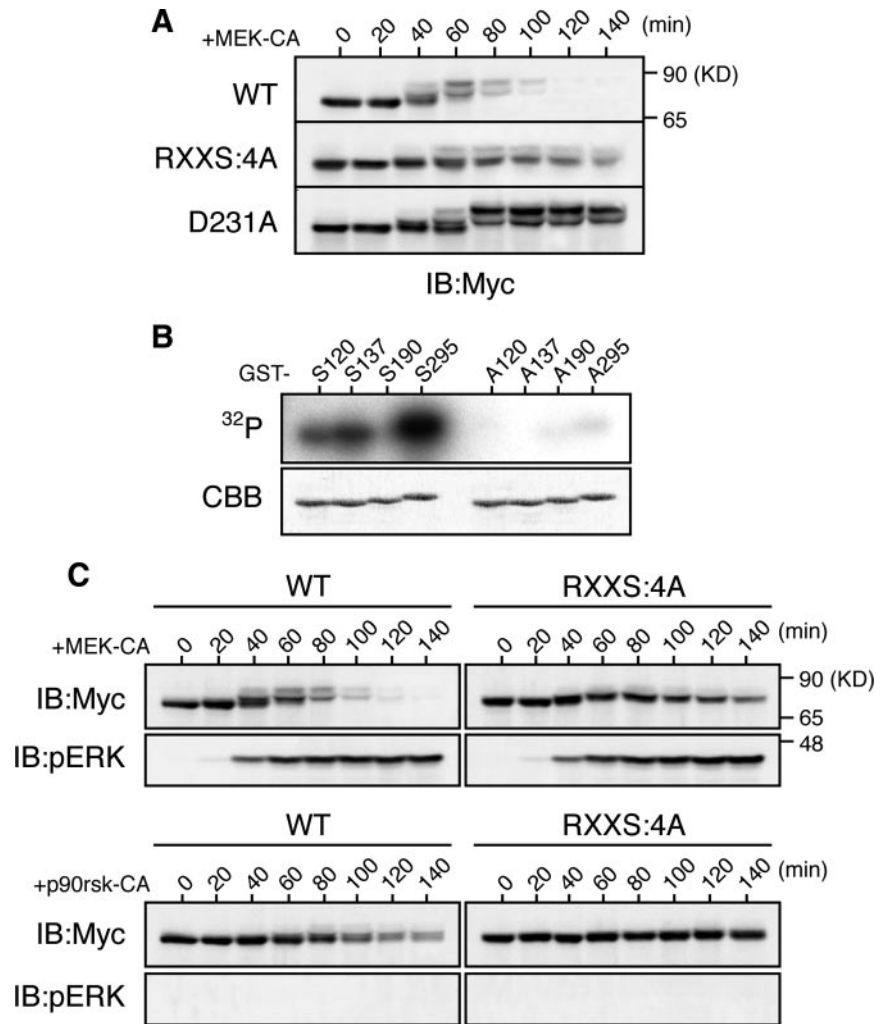 A
+MEK-CA 0 20 40 60 80 100 120 140 (min)
WT 90 (KD)
65
RXXS:4A
D231A
IB:Myc
B
GST- S120 S137 S190 S295 A120 A137 A190 A295
32P
CBB
C
WT RXXS:4A
+MEK-CA 0 20 40 60 80 100 120 140 0 20 40 60 80 100 120 140 (min)
IB:Myc 90 (KD)
65
IB:pERK 48
WT RXXS:4A
+p90rsk-CA 0 20 40 60 80 100 120 140 0 20 40 60 80 100 120 140 (min)
IB:Myc
IB:pERK